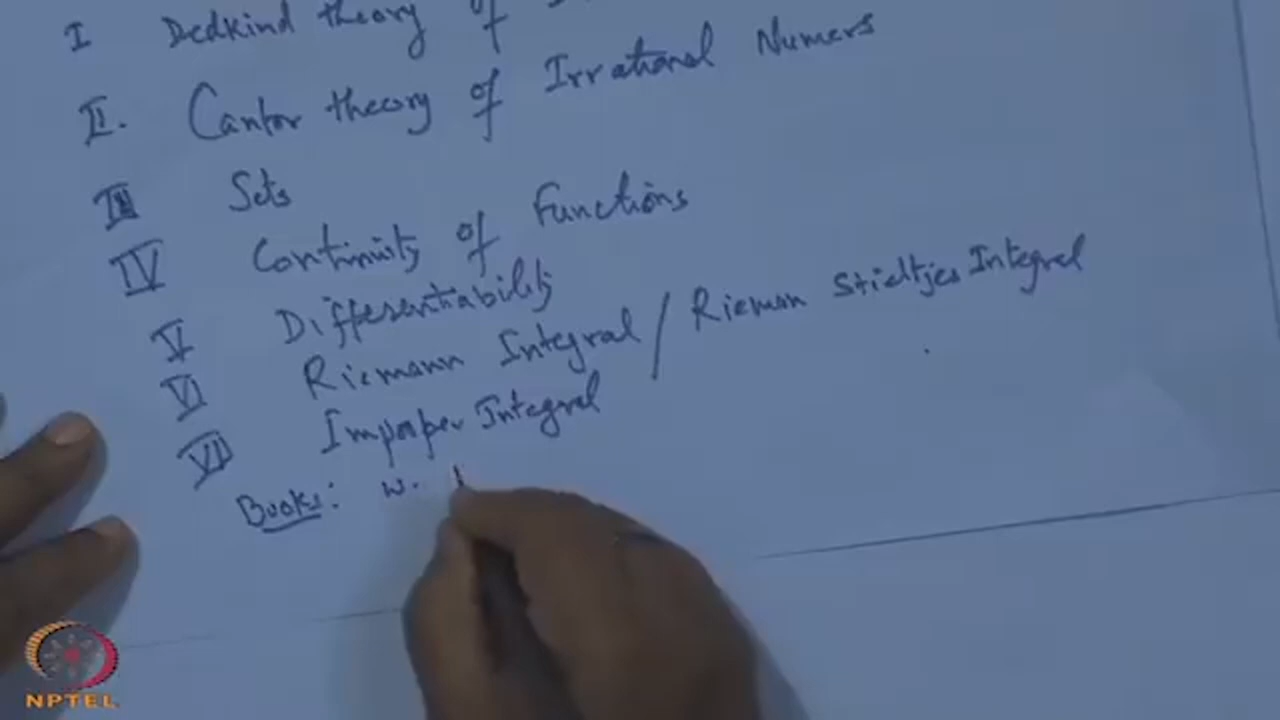 I Dedkind theory of
II. Cantor theory of Irrational Numers
III Sets
IV Continuity of Functions
V Differentiability
VI Riemann Integral / Rieman Stieltjes Integral
VII Improper Integral
Books: W.
NPTEL